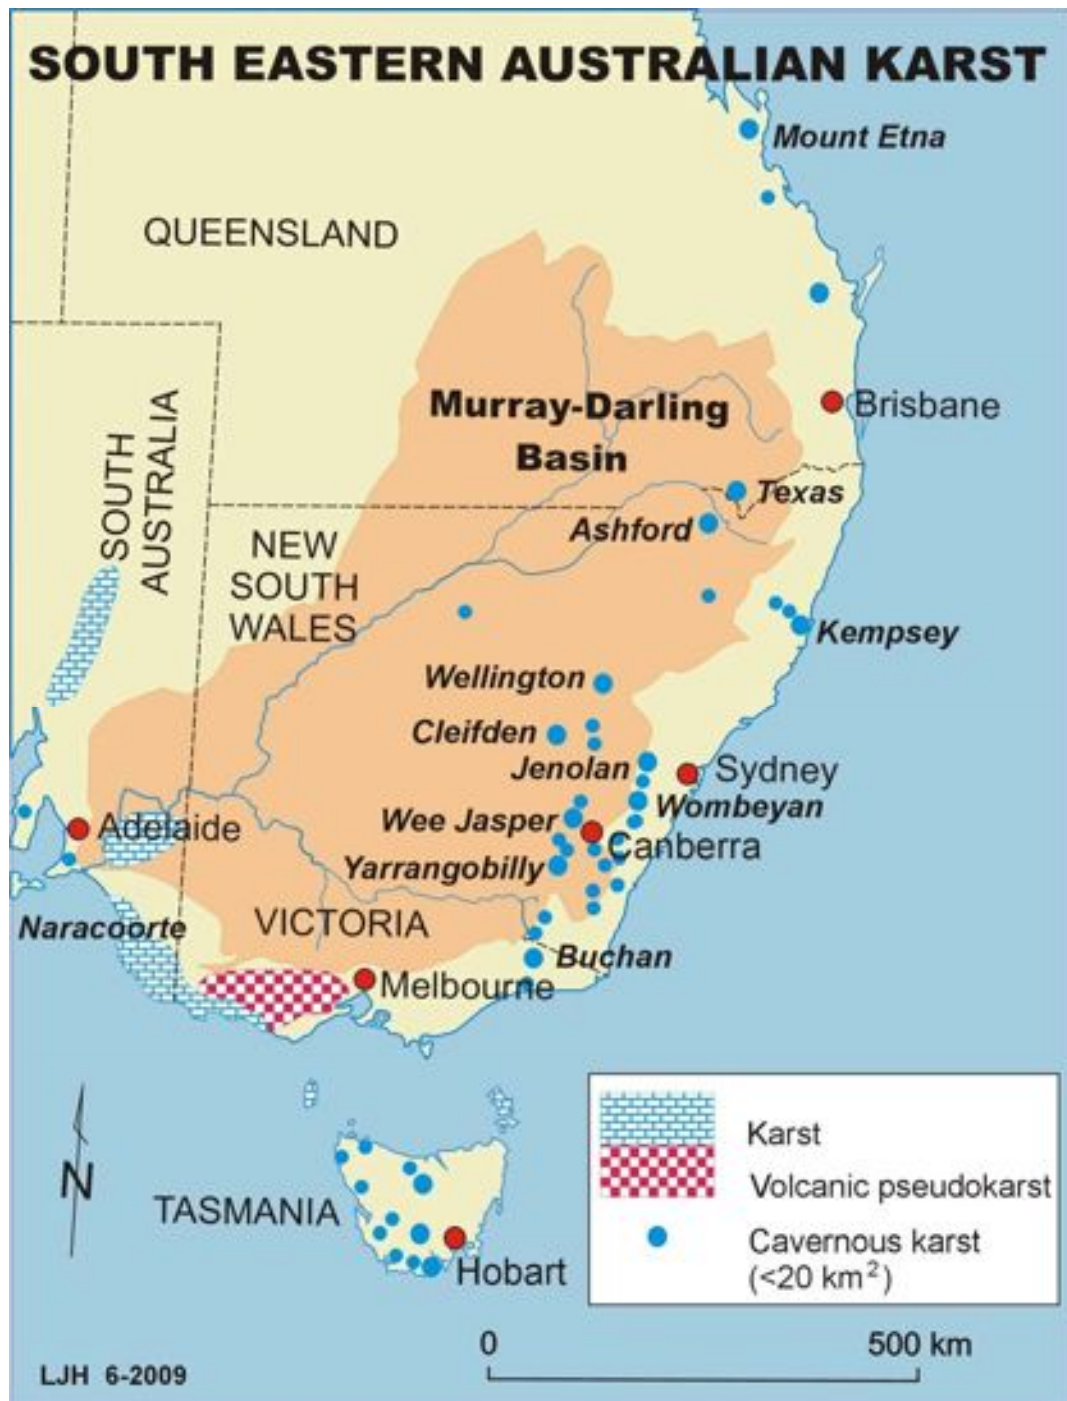 SOUTH EASTERN AUSTRALIAN KARST
Mount Etna
QUEENSLAND
Murray-Darling
Basin
Brisbane
SOUTH
AUSTRALIA
Texas
Ashford
NEW
SOUTH
WALES
Kempsey
Wellington
Cleifden
Jenolan
Sydney
Wombeyan
Wee Jasper
Adelaide
Canberra
Yarrangobilly
Naracoorte
VICTORIA
Buchan
Melbourne
N
TASMANIA
Hobart
Karst
Volcanic pseudokarst
Cavernous karst
(<20 km²)
0
500 km
LJH 6-2009